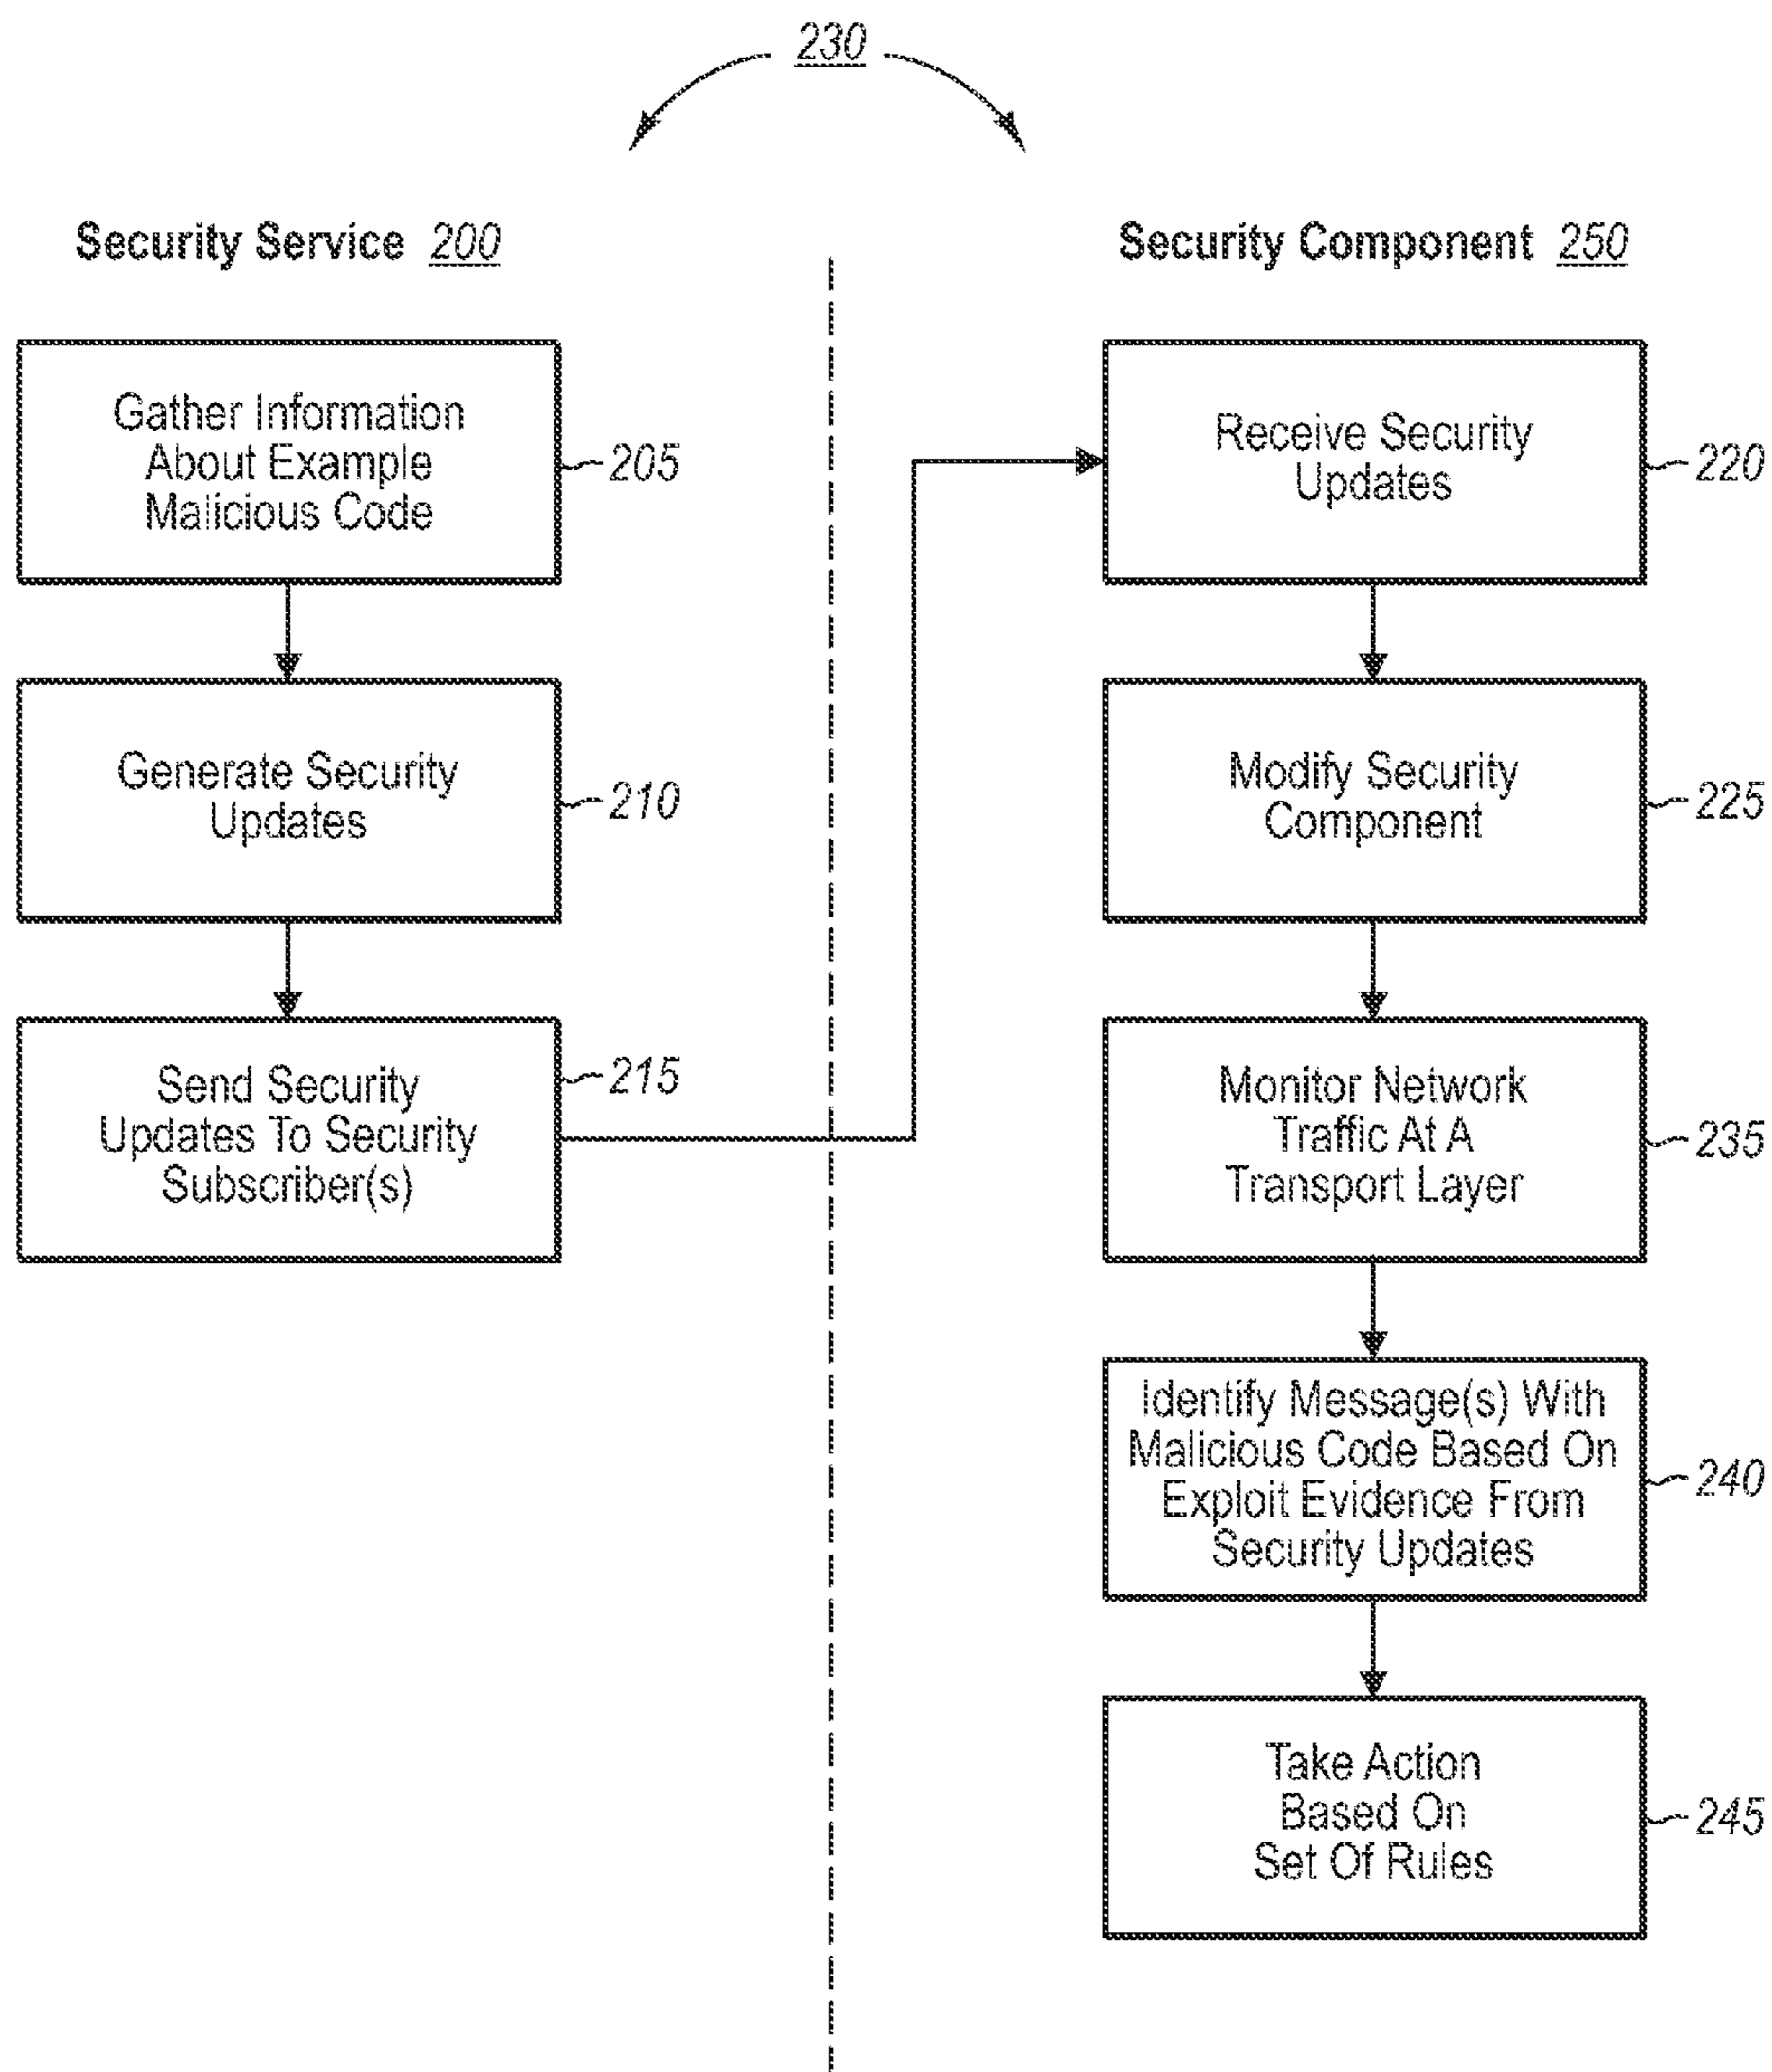 230
Security Service 200
Gather Information
About Example
Malicious Code
205
Generate Security
Updates
210
Send Security
Updates To Security
Subscriber(s)
215
Security Component 250
Receive Security
Updates
220
Modify Security
Component
225
Monitor Network
Traffic At A
Transport Layer
235
Identify Message(s) With
Malicious Code Based On
Exploit Evidence From
Security Updates
240
Take Action
Based On
Set Of Rules
245